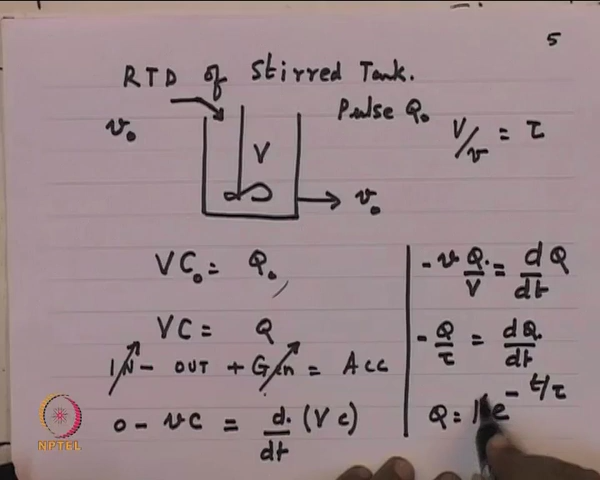 5
RTD of Stirred Tank.
Pulse Q₀
v₀
V
V/v = τ
v₀
VC₀ = Q₀,
VC = Q
IN - OUT + Gen = Acc
0 - vC = d/dt (VC)
-v Q/V = d/dt Q
-Q/τ = dQ/dt
Q = K e^-t/τ
NPTEL